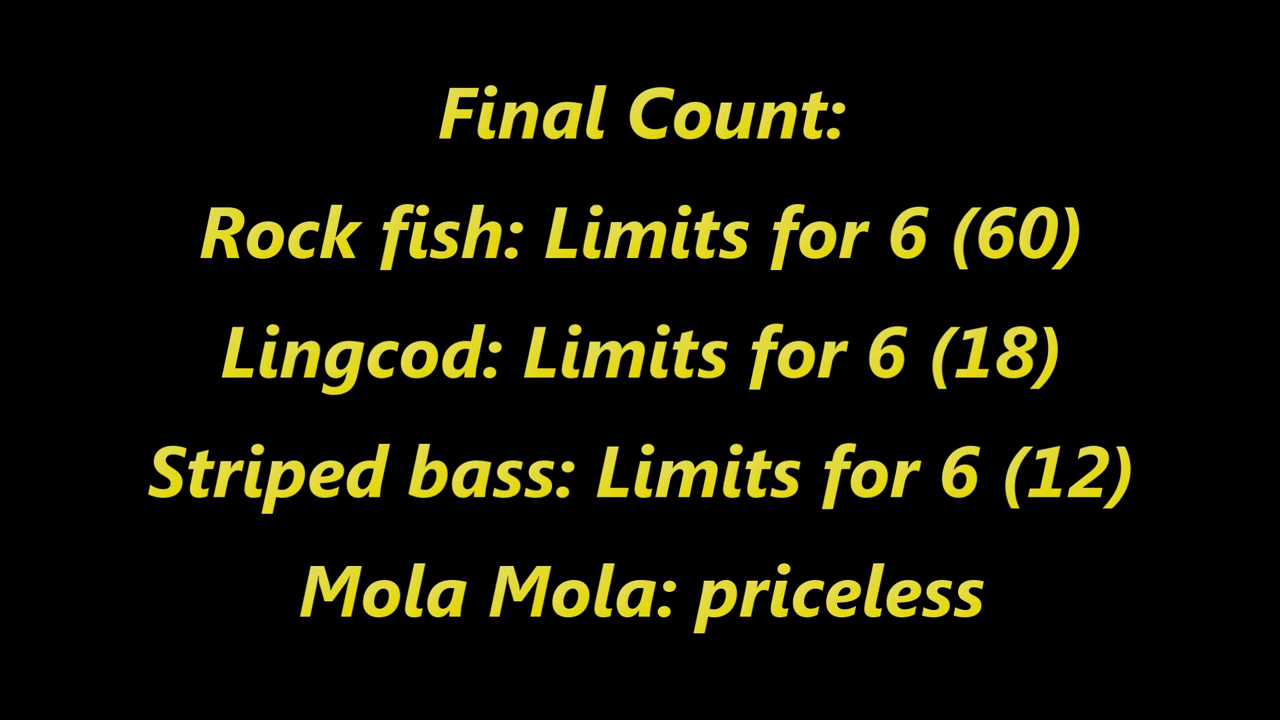 Final Count:
Rock fish: Limits for 6 (60)
Lingcod: Limits for 6 (18)
Striped bass: Limits for 6 (12)
Mola Mola: priceless